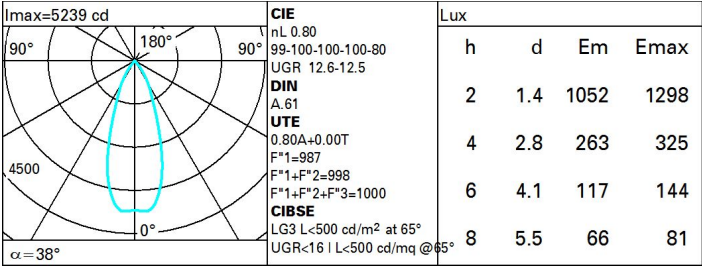 Imax=5239 cd
90° 180° 90°
4500
0°
α=38°
CIE
nL 0.80
99-100-100-100-80
UGR 12.6-12.5
DIN
A.61
UTE
0.80A+0.00T
F"1=987
F"1+F"2=998
F"1+F"2+F"3=1000
CIBSE
LG3 L<500 cd/m² at 65°
UGR<16 | L<500 cd/mq @65°
Lux
h d Em Emax
2 1.4 1052 1298
4 2.8 263 325
6 4.1 117 144
8 5.5 66 81